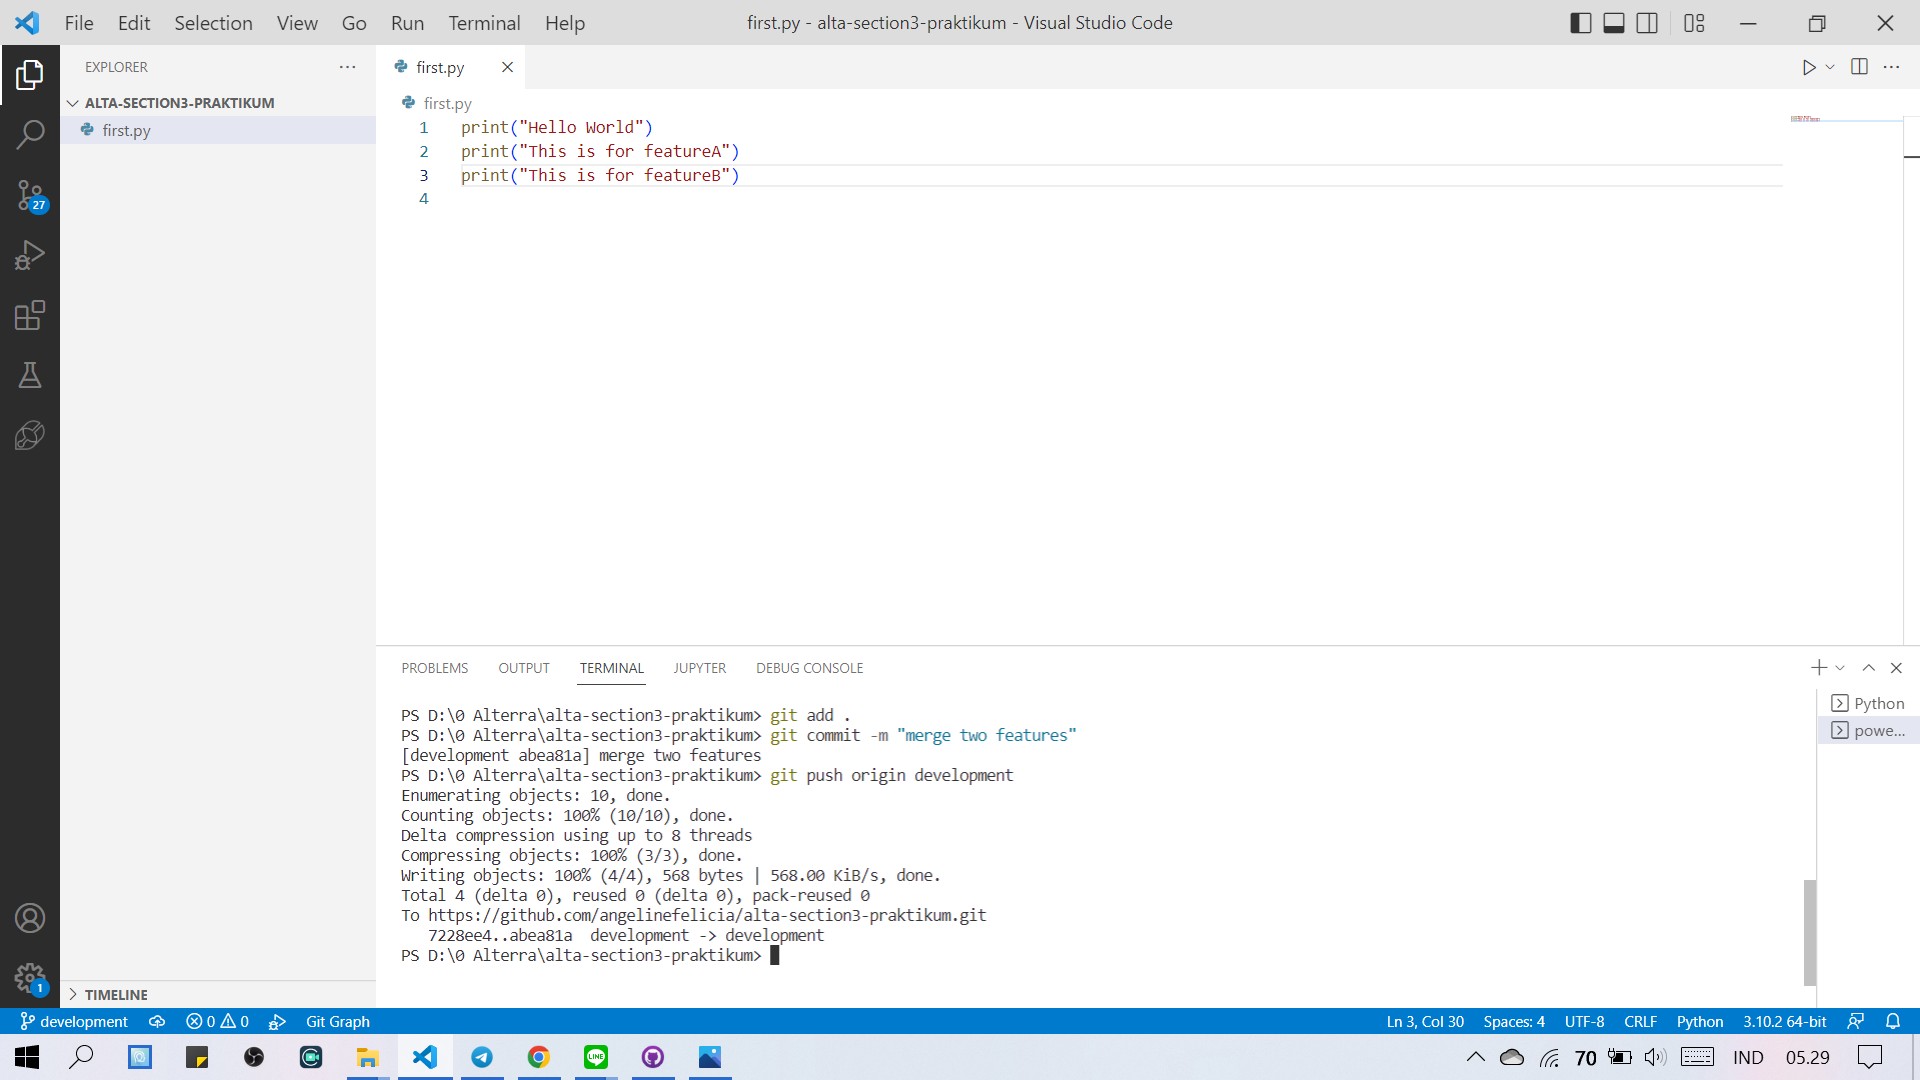 File Edit Selection View Go Run Terminal Help
first.py - alta-section3-praktikum - Visual Studio Code
EXPLORER
ALTA-SECTION3-PRAKTIKUM
first.py
27
first.py
first.py
1 print("Hello World")
2 print("This is for featureA")
3 print("This is for featureB")
4
PROBLEMS OUTPUT TERMINAL JUPYTER DEBUG CONSOLE
Python
powe...
PS D:\0 Alterra\alta-section3-praktikum> git add .
PS D:\0 Alterra\alta-section3-praktikum> git commit -m "merge two features"
[development abea81a] merge two features
PS D:\0 Alterra\alta-section3-praktikum> git push origin development
Enumerating objects: 10, done.
Counting objects: 100% (10/10), done.
Delta compression using up to 8 threads
Compressing objects: 100% (3/3), done.
Writing objects: 100% (4/4), 568 bytes | 568.00 KiB/s, done.
Total 4 (delta 0), reused 0 (delta 0), pack-reused 0
To https://github.com/angelinefelicia/alta-section3-praktikum.git
7228ee4..abea81a development -> development
PS D:\0 Alterra\alta-section3-praktikum>
1
TIMELINE
development 0 0 Git Graph
Ln 3, Col 30 Spaces: 4 UTF-8 CRLF Python 3.10.2 64-bit
LINE
70 IND 05.29